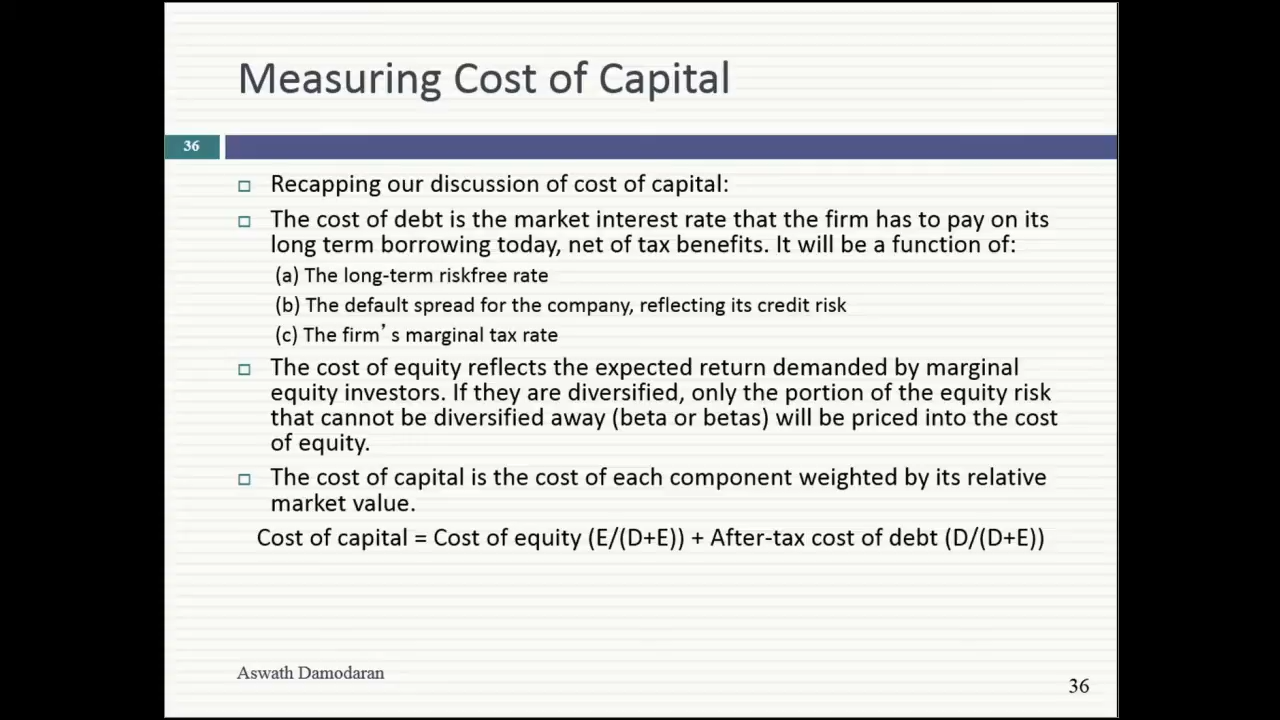 Measuring Cost of Capital
36
Recapping our discussion of cost of capital:
The cost of debt is the market interest rate that the firm has to pay on its
long term borrowing today, net of tax benefits. It will be a function of:
(a) The long-term riskfree rate
(b) The default spread for the company, reflecting its credit risk
(c) The firm’s marginal tax rate
The cost of equity reflects the expected return demanded by marginal
equity investors. If they are diversified, only the portion of the equity risk
that cannot be diversified away (beta or betas) will be priced into the cost
of equity.
The cost of capital is the cost of each component weighted by its relative
market value.
Cost of capital = Cost of equity (E/(D+E)) + After-tax cost of debt (D/(D+E))
Aswath Damodaran
36